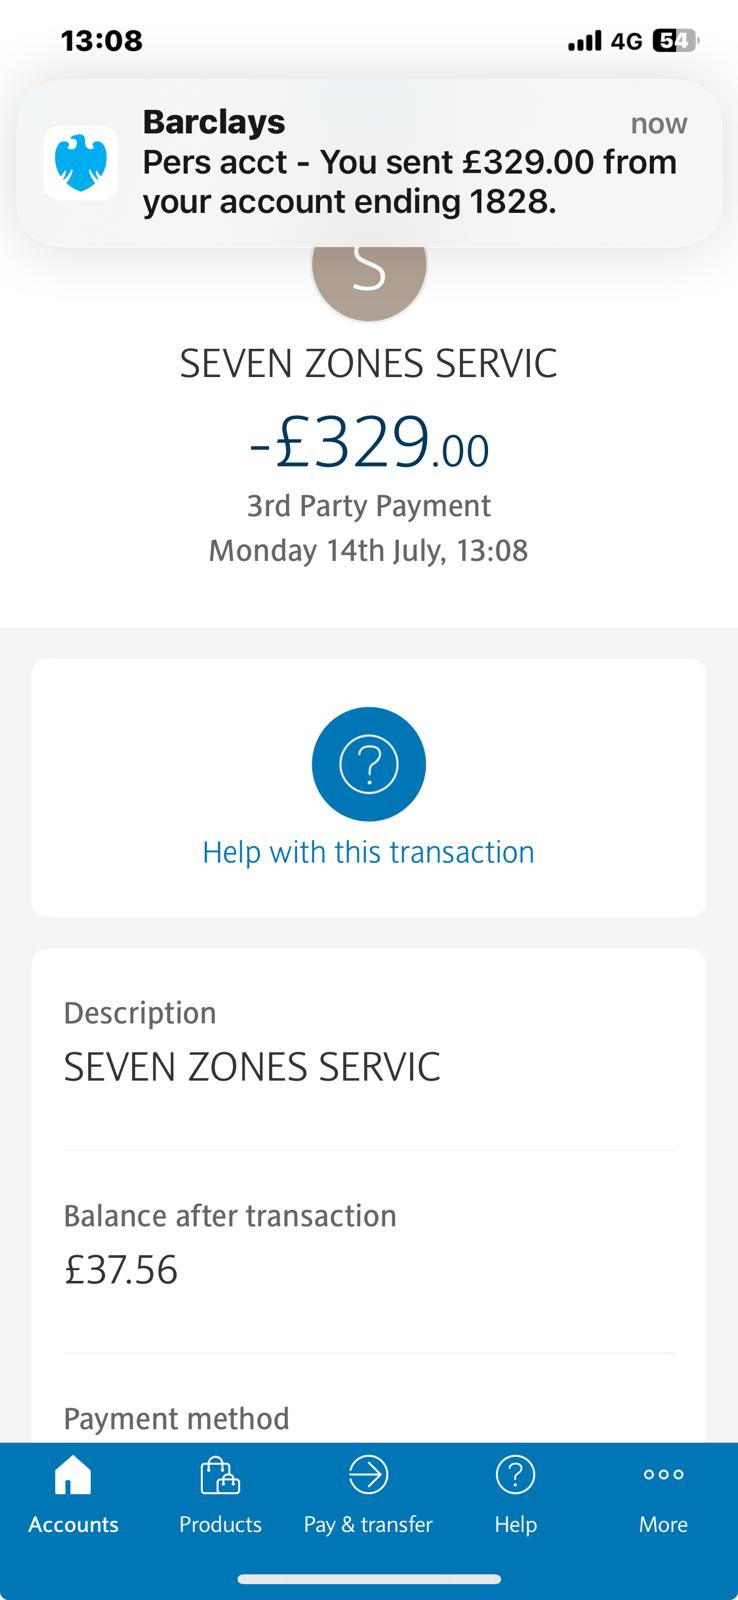 13:08
4G 54
Barclays now
Pers acct - You sent £329.00 from
your account ending 1828.
S
SEVEN ZONES SERVIC
-£329.00
3rd Party Payment
Monday 14th July, 13:08
?
Help with this transaction
Description
SEVEN ZONES SERVIC
Balance after transaction
£37.56
Payment method
?
Accounts Products Pay & transfer Help More